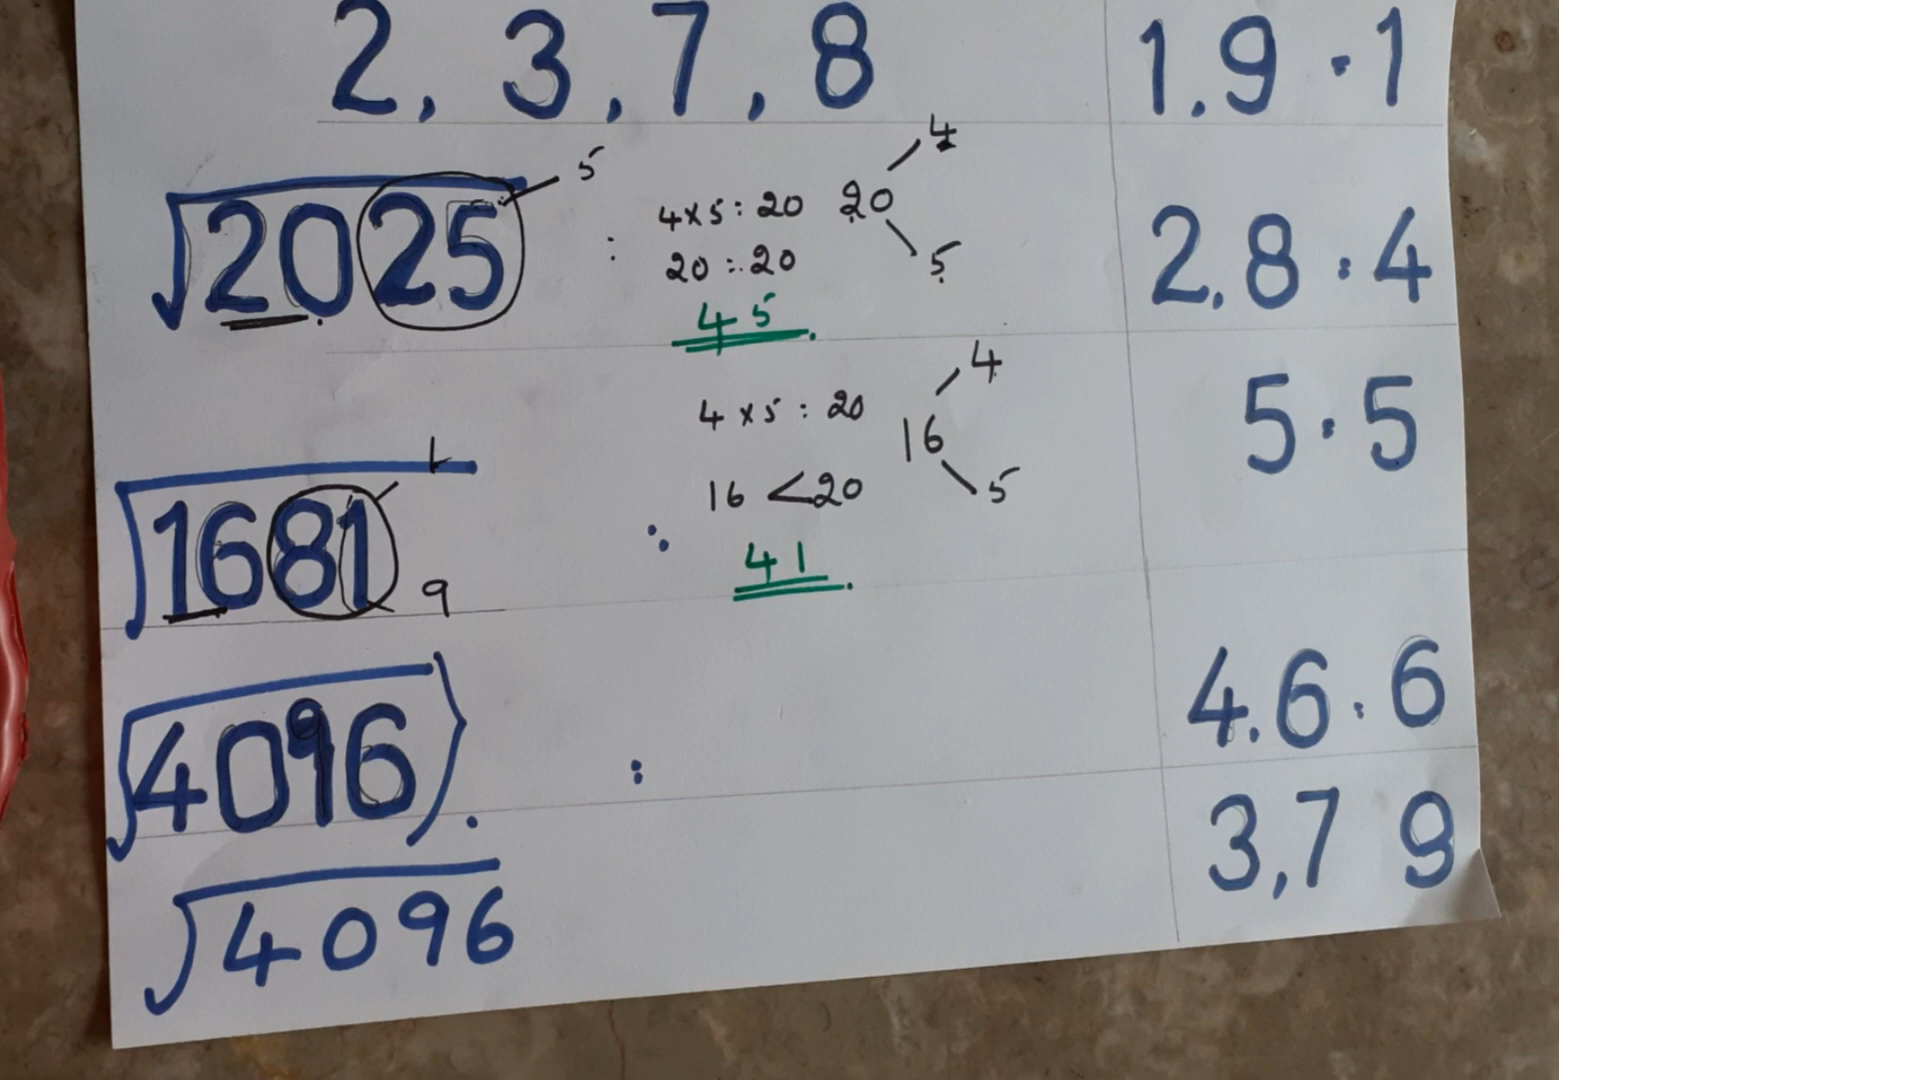 2, 3, 7, 8
1.9 · 1
√2025
5
:
4x5 : 20
20 : 20
45.
20
4
5
2.8 : 4
5 · 5
√1681
1
9
:
4 x 5 : 20
16 < 20
41.
16
4
5
√4096).
:
4.6 · 6
3,7 9
√4096